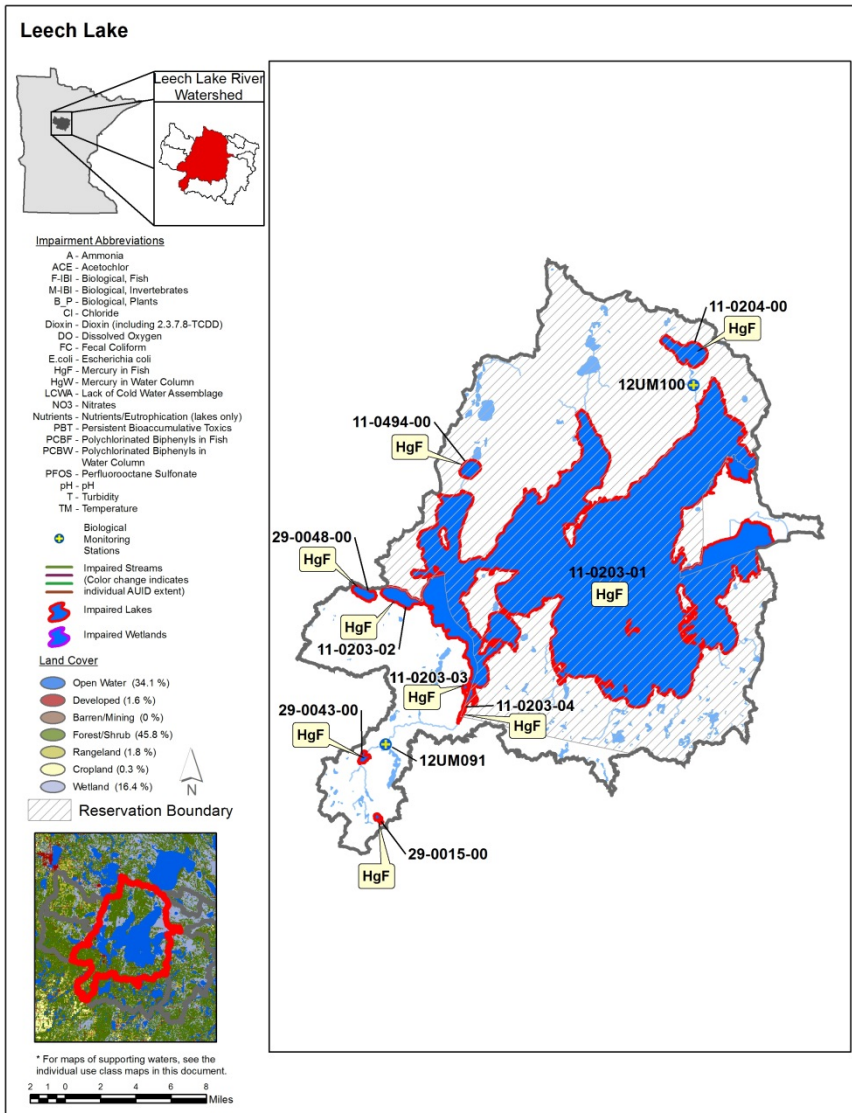 Leech Lake
Leech Lake River
Watershed
Impairment Abbreviations
A - Ammonia
ACE - Acetochlor
F-IBI - Biological, Fish
M-IBI - Biological, Invertebrates
B_P - Biological, Plants
Cl - Chloride
Dioxin - Dioxin (including 2.3.7.8-TCDD)
DO - Dissolved Oxygen
FC - Fecal Coliform
E.coli - Escherichia coli
HgF - Mercury in Fish
HgW - Mercury in Water Column
LCWA - Lack of Cold Water Assemblage
NO3 - Nitrates
Nutrients - Nutrients/Eutrophication (lakes only)
PBT - Persistent Bioaccumulative Toxics
PCBF - Polychlorinated Biphenyls in Fish
PCBW - Polychlorinated Biphenyls in
Water Column
PFOS - Perfluorooctane Sulfonate
pH - pH
T - Turbidity
TM - Temperature
Biological
Monitoring
Stations
Impaired Streams
(Color change indicates
individual AUID extent)
Impaired Lakes
Impaired Wetlands
Land Cover
Open Water (34.1 %)
Developed (1.6 %)
Barren/Mining (0 %)
Forest/Shrub (45.8 %)
Rangeland (1.8 %)
Cropland (0.3 %)
Wetland (16.4 %)
N
Reservation Boundary
* For maps of supporting waters, see the
individual use class maps in this document.
2 1 0 2 4 6 8
Miles
11-0204-00
HgF
12UM100
11-0494-00
HgF
29-0048-00
HgF
11-0203-01
HgF
HgF
11-0203-02
11-0203-03
HgF
11-0203-04
HgF
29-0043-00
HgF
12UM091
29-0015-00
HgF